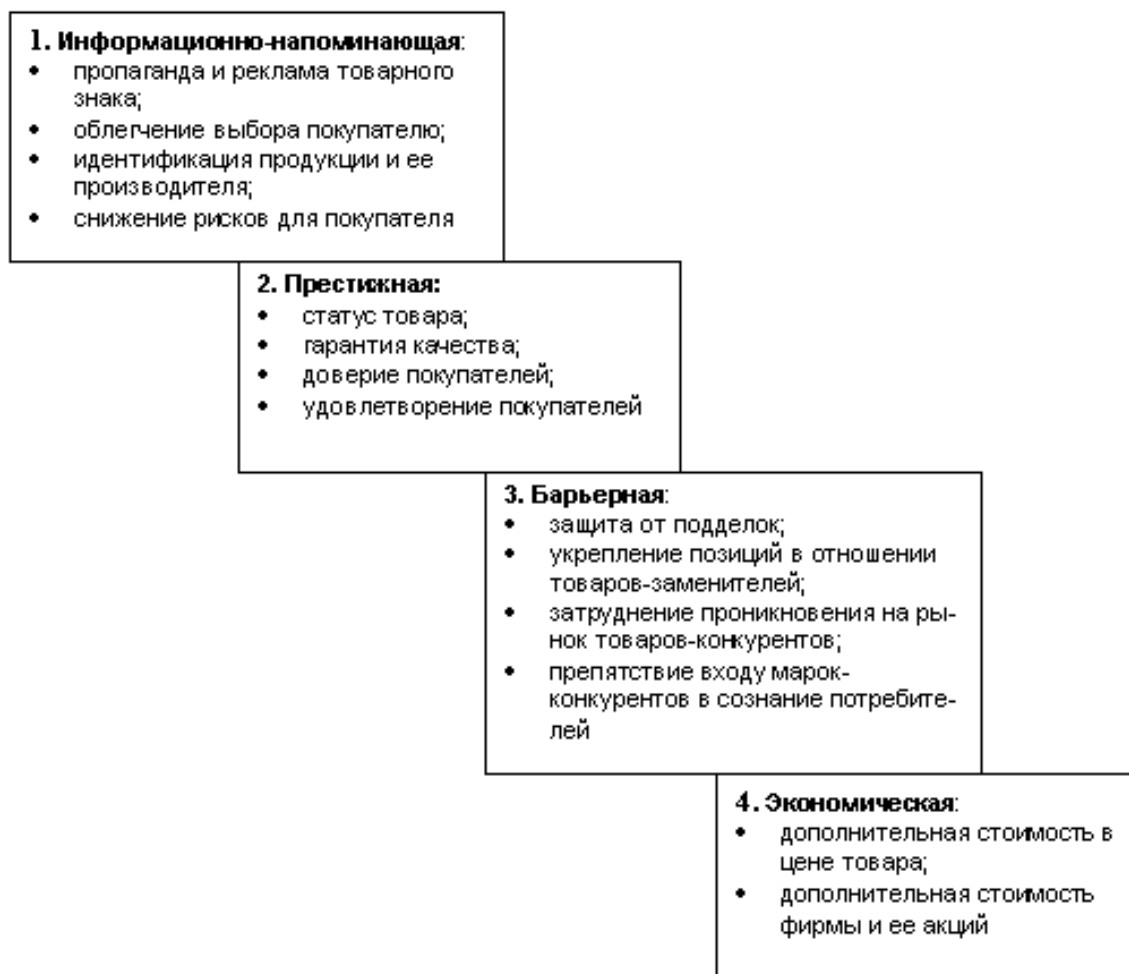 1. Информационно-напоминающая:
• пропаганда и реклама товарного
знака;
• облегчение выбора покупателю;
• идентификация продукции и ее
производителя;
• снижение рисков для покупателя
2. Престижная:
• статус товара;
• гарантия качества;
• доверие покупателей;
• удовлетворение покупателей
3. Барьерная:
• защита от подделок;
• укрепление позиций в отношении
товаров-заменителей;
• затруднение проникновения на ры-
нок товаров-конкурентов;
• препятствие входу марок-
конкурентов в сознание потребите-
лей
4. Экономическая:
• дополнительная стоимость в
цене товара;
• дополнительная стоимость
фирмы и ее акций